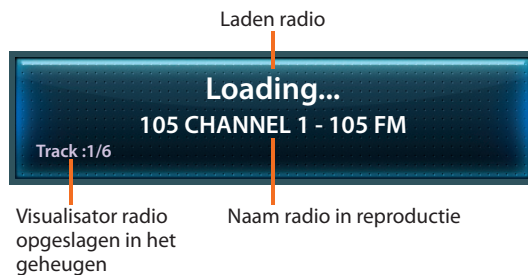 Laden radio
Loading...
105 CHANNEL 1 - 105 FM
Track :1/6
Visualisator radio
opgeslagen in het
geheugen
Naam radio in reproductie